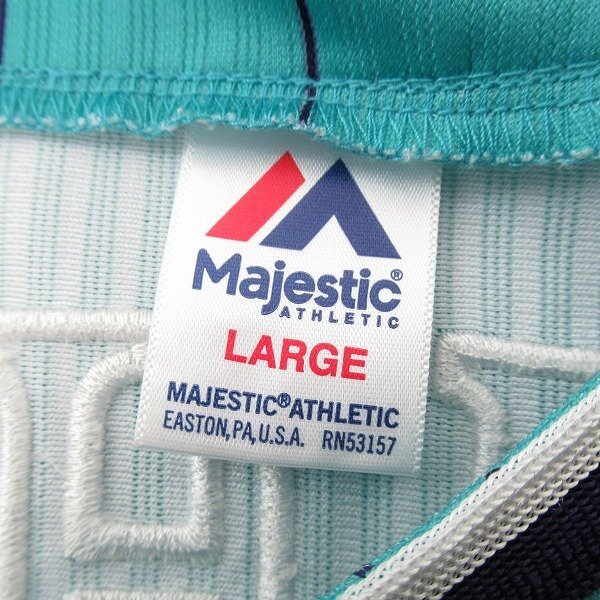 Majestic®
ATHLETIC
LARGE
MAJESTIC®ATHLETIC
EASTON,PA,U.S.A. RN53157